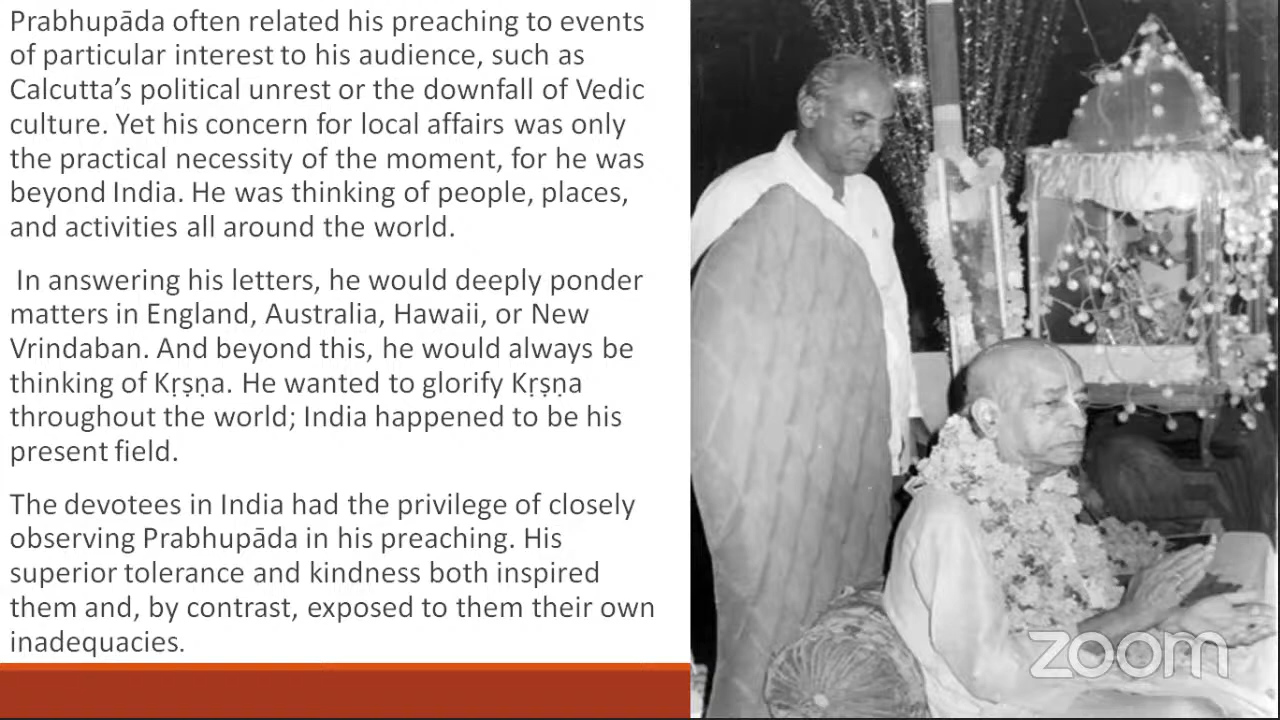 Prabhupāda often related his preaching to events
of particular interest to his audience, such as
Calcutta’s political unrest or the downfall of Vedic
culture. Yet his concern for local affairs was only
the practical necessity of the moment, for he was
beyond India. He was thinking of people, places,
and activities all around the world.
In answering his letters, he would deeply ponder
matters in England, Australia, Hawaii, or New
Vrindaban. And beyond this, he would always be
thinking of Kṛṣṇa. He wanted to glorify Kṛṣṇa
throughout the world; India happened to be his
present field.
The devotees in India had the privilege of closely
observing Prabhupāda in his preaching. His
superior tolerance and kindness both inspired
them and, by contrast, exposed to them their own
inadequacies.
zoom